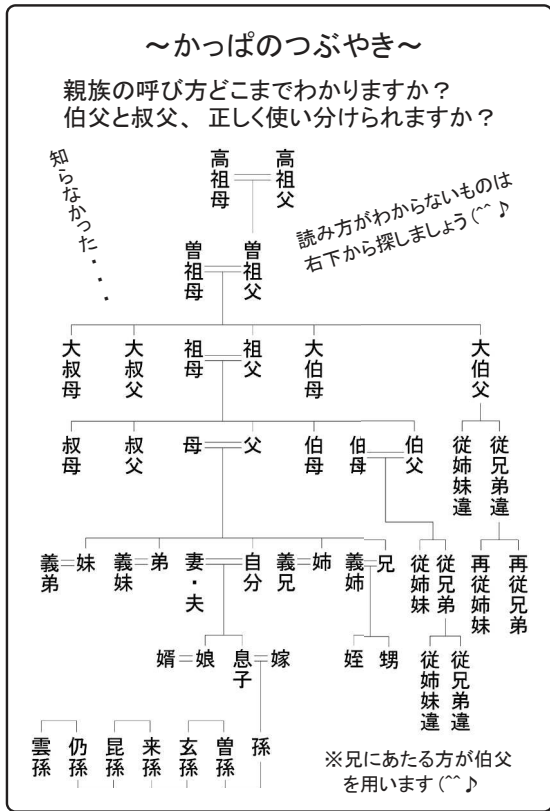 ～かっぱのつぶやき～
親族の呼び方どこまでわかりますか？
伯父と叔父、正しく使い分けられますか？
知らなかった・・・
読み方がわからないものは
右下から探しましょう(^^♪
高祖父
高祖母
曽祖父
曽祖母
大伯父
大伯母
祖父
祖母
大叔父
大叔母
従兄弟違
従姉妹違
伯父
伯母
伯母
父
母
叔父
叔母
再従兄弟
再従姉妹
従兄弟
従姉妹
兄
義姉
姉
義兄
自分
妻・夫
弟
義妹
妹
義弟
従兄弟違
従姉妹違
甥
姪
嫁
息子
娘
婿
孫
曽孫
玄孫
来孫
昆孫
仍孫
雲孫
※兄にあたる方が伯父
を用います(^^♪